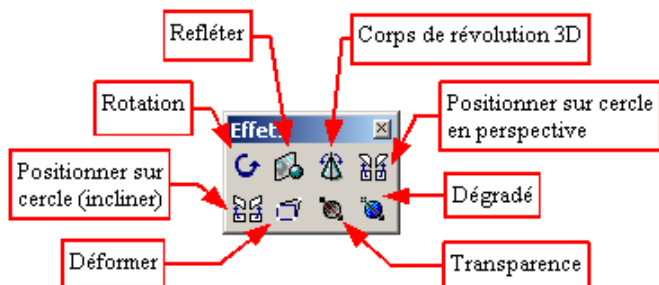 Refléter
Corps de révolution 3D
Rotation
Positionner sur cercle
en perspective
Effet.
Positionner sur
cercle (incliner)
Dégradé
Déformer
Transparence